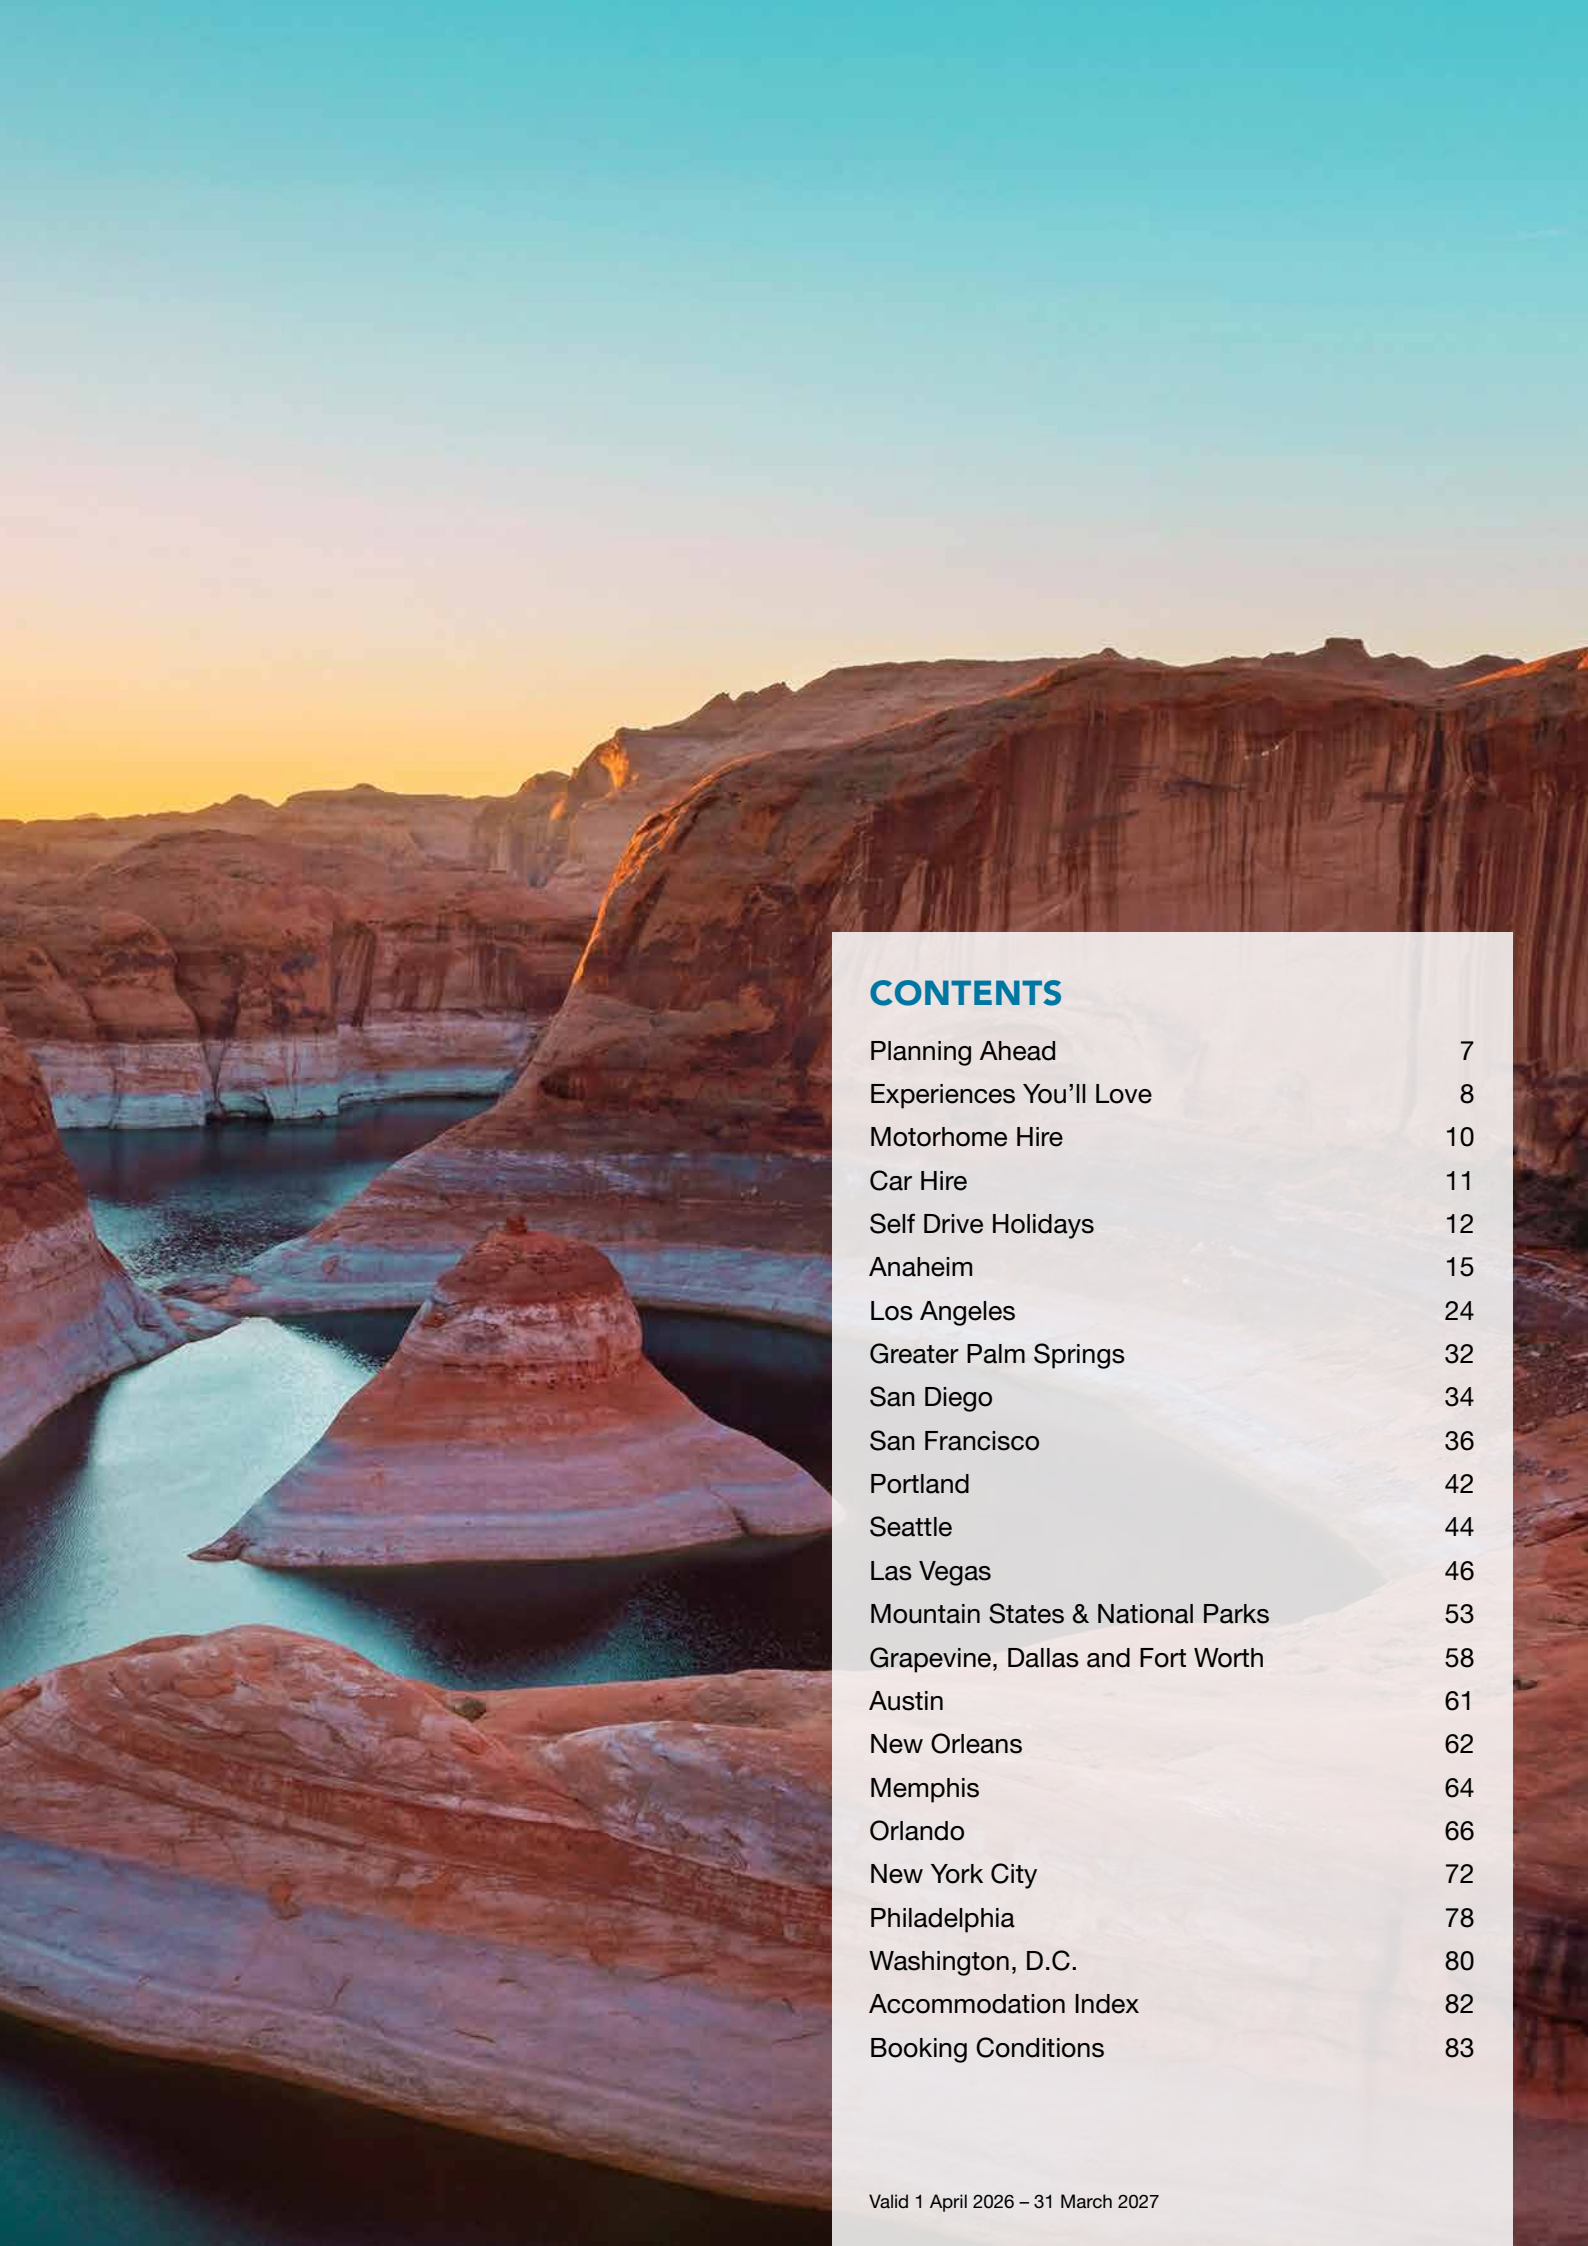 CONTENTS
Planning Ahead 7
Experiences You’ll Love 8
Motorhome Hire 10
Car Hire 11
Self Drive Holidays 12
Anaheim 15
Los Angeles 24
Greater Palm Springs 32
San Diego 34
San Francisco 36
Portland 42
Seattle 44
Las Vegas 46
Mountain States & National Parks 53
Grapevine, Dallas and Fort Worth 58
Austin 61
New Orleans 62
Memphis 64
Orlando 66
New York City 72
Philadelphia 78
Washington, D.C. 80
Accommodation Index 82
Booking Conditions 83
Valid 1 April 2026 – 31 March 2027